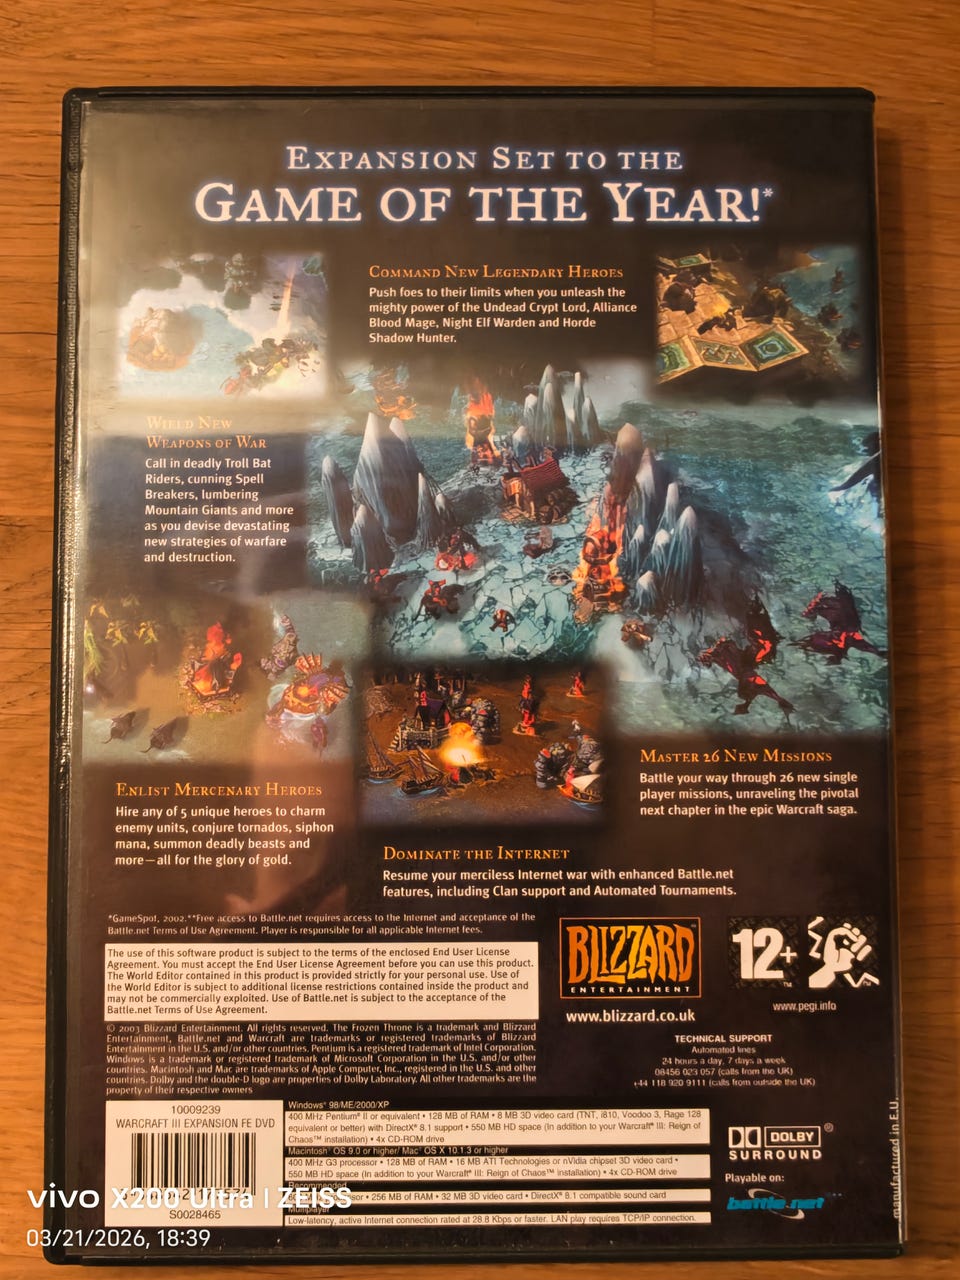 EXPANSION SET TO THE
GAME OF THE YEAR!*
COMMAND NEW LEGENDARY HEROES
Push foes to their limits when you unleash the
mighty power of the Undead Crypt Lord, Alliance
Blood Mage, Night Elf Warden and Horde
Shadow Hunter.
WIELD NEW
WEAPONS OF WAR
Call in deadly Troll Bat
Riders, cunning Spell
Breakers, lumbering
Mountain Giants and more
as you devise devastating
new strategies of warfare
and destruction.
MASTER 26 NEW MISSIONS
Battle your way through 26 new single
player missions, unraveling the pivotal
next chapter in the epic Warcraft saga.
ENLIST MERCENARY HEROES
Hire any of 5 unique heroes to charm
enemy units, conjure tornados, siphon
mana, summon deadly beasts and
more—all for the glory of gold.
DOMINATE THE INTERNET
Resume your merciless Internet war with enhanced Battle.net
features, including Clan support and Automated Tournaments.
*GameSpot, 2002.**Free access to Battle.net requires access to the Internet and acceptance of the
Battle.net Terms of Use Agreement. Player is responsible for all applicable Internet fees.
The use of this software product is subject to the terms of the enclosed End User License
Agreement. You must accept the End User License Agreement before you can use this product.
The World Editor contained in this product is provided strictly for your personal use. Use of
the World Editor is subject to additional license restrictions contained inside the product and
may not be commercially exploited. Use of Battle.net is subject to the acceptance of the
Battle.net Terms of Use Agreement.
© 2003 Blizzard Entertainment. All rights reserved. The Frozen Throne is a trademark and Blizzard
Entertainment, Battle.net and Warcraft are trademarks or registered trademarks of Blizzard
Entertainment in the U.S. and/or other countries. Pentium is a registered trademark of Intel Corporation.
Windows is a trademark or registered trademark of Microsoft Corporation in the U.S. and/or other
countries. Macintosh and Mac are trademarks of Apple Computer, Inc., registered in the U.S. and other
countries. Dolby and the double-D logo are properties of Dolby Laboratory. All other trademarks are the
property of their respective owners
BLIZZARD
ENTERTAINMENT
www.blizzard.co.uk
12+
™
www.pegi.info
TECHNICAL SUPPORT
Automated lines
24 hours a day, 7 days a week
08456 023 057 (calls from the UK)
+44 118 920 9111 (calls from outside the UK)
10009239
WARCRAFT III EXPANSION FE DVD
S0028465
Windows® 98/ME/2000/XP
400 MHz Pentium® II or equivalent • 128 MB of RAM • 8 MB 3D video card (TNT, i810, Voodoo 3, Rage 128
equivalent or better) with DirectX® 8.1 support • 550 MB HD space (In addition to your Warcraft® III: Reign of
Chaos™ installation) • 4x CD-ROM drive
Macintosh® OS 9.0 or higher/ Mac® OS X 10.1.3 or higher
400 MHz G3 processor • 128 MB of RAM • 16 MB ATI Technologies or nVidia chipset 3D video card •
550 MB HD space (In addition to your Warcraft® III: Reign of Chaos™ installation) • 4x CD-ROM drive
Recommended
• 256 MB of RAM • 32 MB 3D video card • DirectX® 8.1 compatible sound card
Multiplayer
Low-latency, active Internet connection rated at 28.8 Kbps or faster. LAN play requires TCP/IP connection.
DOLBY®
SURROUND
Playable on:
battle.net
manufactured in E.U.
vivo X200 Ultra | ZEISS
03/21/2026, 18:39